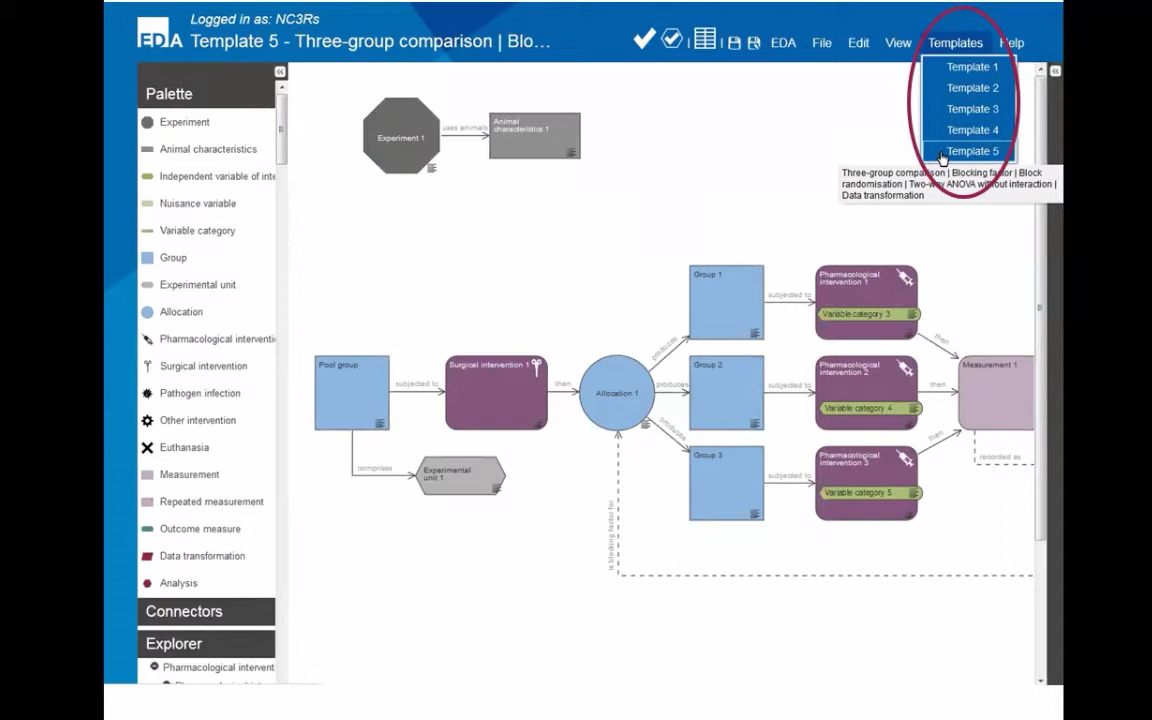 Logged in as: NC3Rs
EDA
Template 5 - Three-group comparison | Blo...
EDA
File
Edit
View
Templates
Help
Template 1
Template 2
Template 3
Template 4
Template 5
Three-group comparison | Blocking factor | Block
randomisation | Two-way ANOVA without interaction |
Data transformation
Palette
Experiment
Animal characteristics
Independent variable of inte
Nuisance variable
Variable category
Group
Experimental unit
Allocation
Pharmacological interventi
Surgical intervention
Pathogen infection
Other intervention
Euthanasia
Measurement
Repeated measurement
Outcome measure
Data transformation
Analysis
Connectors
Explorer
Pharmacological intervent
Experiment 1
uses animals
Animal
characteristics 1
Pool group
subjected to
Surgical intervention 1
then
Allocation 1
comprises
Experimental
unit 1
produces
produces
produces
Group 1
subjected to
Pharmacological
intervention 1
Variable category 3
then
Group 2
subjected to
Pharmacological
intervention 2
Variable category 4
then
Group 3
subjected to
Pharmacological
intervention 3
Variable category 5
then
Measurement 1
recorded as
is blocking factor for